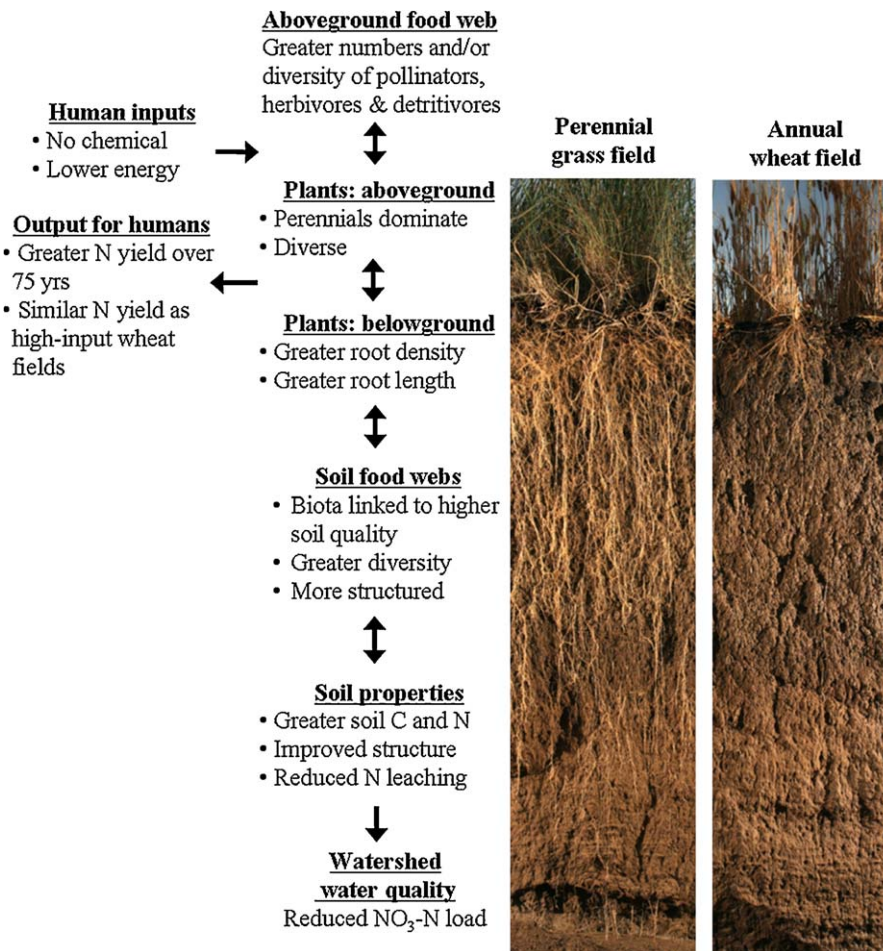 Aboveground food web
Greater numbers and/or
diversity of pollinators,
herbivores & detritivores
Human inputs
• No chemical
• Lower energy
Plants: aboveground
• Perennials dominate
• Diverse
Output for humans
• Greater N yield over
75 yrs
• Similar N yield as
high-input wheat
fields
Plants: belowground
• Greater root density
• Greater root length
Soil food webs
• Biota linked to higher
soil quality
• Greater diversity
• More structured
Soil properties
• Greater soil C and N
• Improved structure
• Reduced N leaching
Watershed
water quality
Reduced NO₃-N load
Perennial
grass field
Annual
wheat field